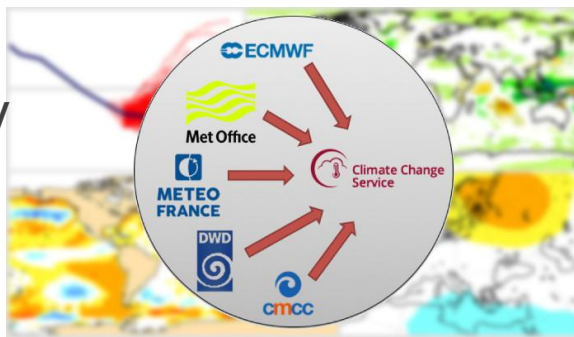 ECMWF
Met Office
METEO
FRANCE
DWD
cmcc
Climate Change
Service